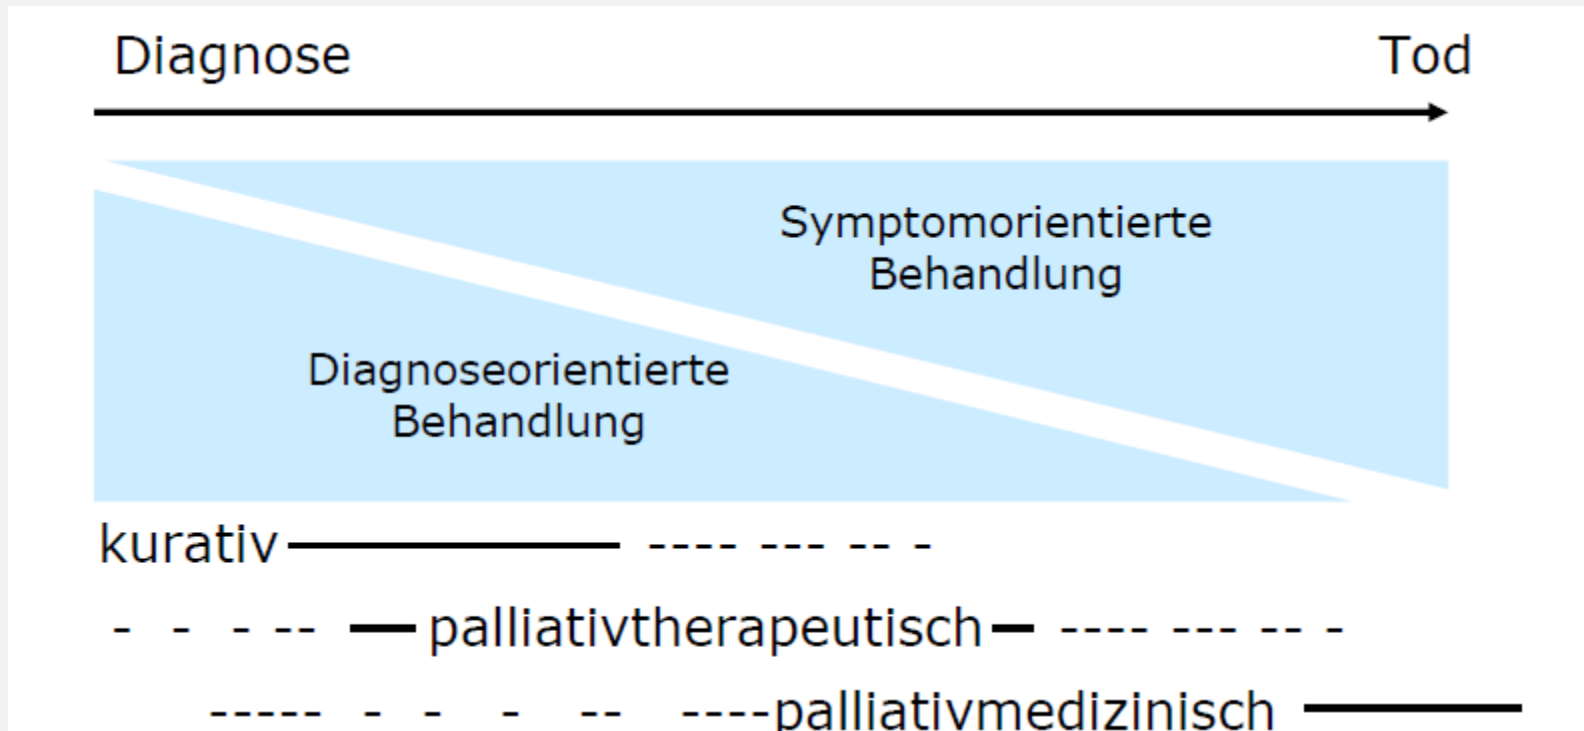 Diagnose Tod
Symptomorientierte
Behandlung
Diagnoseorientierte
Behandlung
kurativ ---- --- -- -
- - - -- palliativtherapeutisch ---- --- -- -
----- - - - -- ----palliativmedizinisch